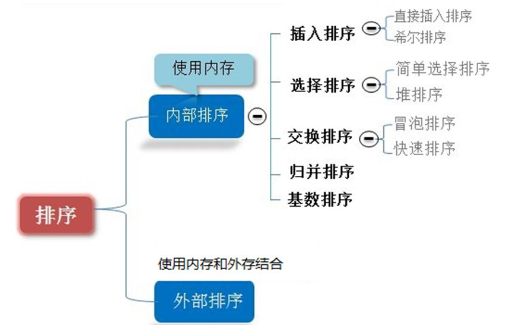 排序
使用内存
内部排序
插入排序
直接插入排序
希尔排序
选择排序
简单选择排序
堆排序
交换排序
冒泡排序
快速排序
归并排序
基数排序
使用内存和外存结合
外部排序